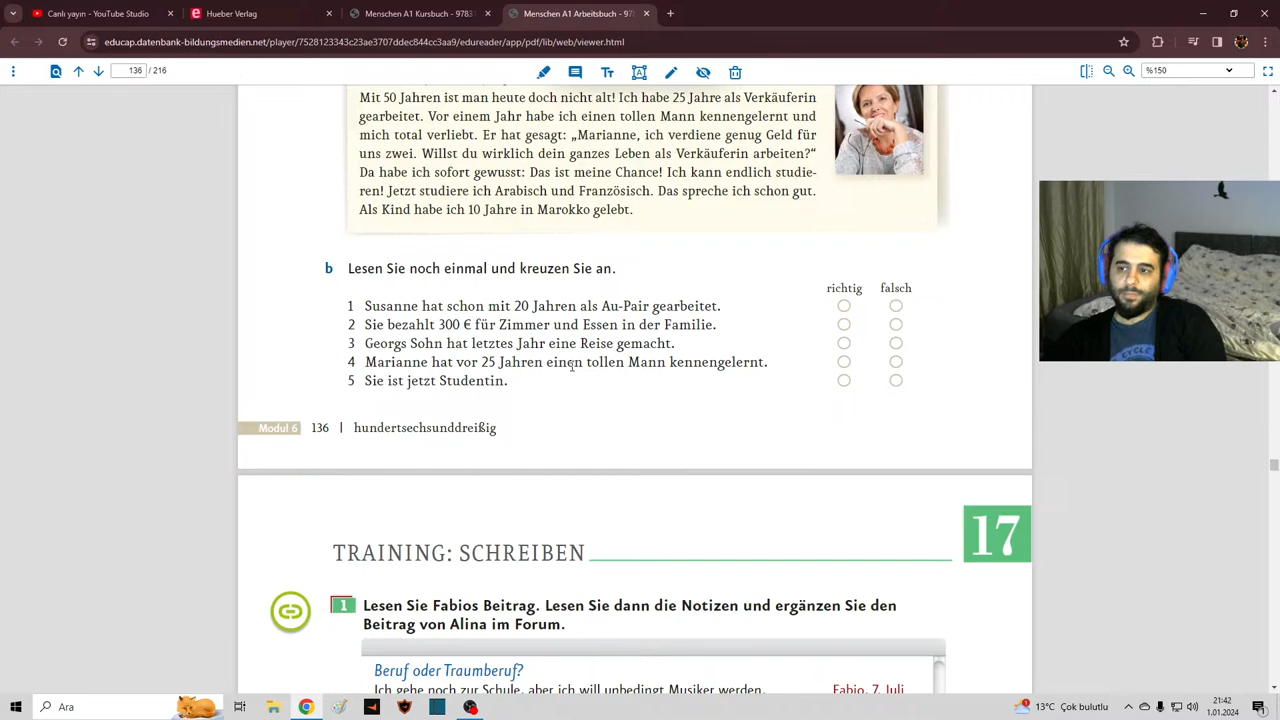 Canlı yayın - YouTube Studio
Hueber Verlag
Menschen A1 Kursbuch - 9783
Menschen A1 Arbeitsbuch - 978
educap.datenbank-bildungsmedien.net/player/7528123343c23ae3707ddec844cc3aa9/edureader/app/pdf/lib/web/viewer.html
136 / 216
%150
Mit 50 Jahren ist man heute doch nicht alt! Ich habe 25 Jahre als Verkäuferin
gearbeitet. Vor einem Jahr habe ich einen tollen Mann kennengelernt und
mich total verliebt. Er hat gesagt: „Marianne, ich verdiene genug Geld für
uns zwei. Willst du wirklich dein ganzes Leben als Verkäuferin arbeiten?“
Da habe ich sofort gewusst: Das ist meine Chance! Ich kann endlich studie-
ren! Jetzt studiere ich Arabisch und Französisch. Das spreche ich schon gut.
Als Kind habe ich 10 Jahre in Marokko gelebt.
b Lesen Sie noch einmal und kreuzen Sie an.
richtig falsch
1 Susanne hat schon mit 20 Jahren als Au-Pair gearbeitet.
2 Sie bezahlt 300 € für Zimmer und Essen in der Familie.
3 Georgs Sohn hat letztes Jahr eine Reise gemacht.
4 Marianne hat vor 25 Jahren einen tollen Mann kennengelernt.
5 Sie ist jetzt Studentin.
Modul 6 136 | hundertsechsunddreißig
17
TRAINING: SCHREIBEN
1 Lesen Sie Fabios Beitrag. Lesen Sie dann die Notizen und ergänzen Sie den
Beitrag von Alina im Forum.
Beruf oder Traumberuf?
Ich gehe noch zur Schule, aber ich will unbedingt Musiker werden. Fabio, 7. Juli
CYCLE
Ara
13°C Çok bulutlu
21:42
1.01.2024